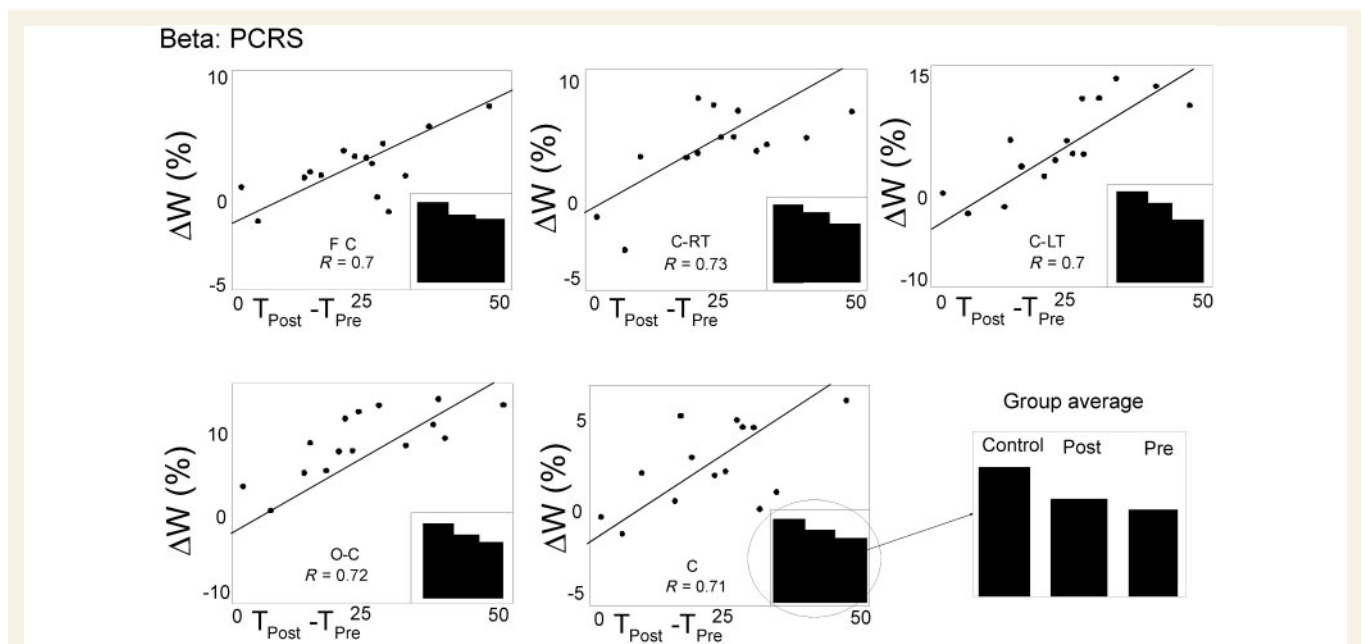 Beta: PCRS
10
0
-5
ΔW (%)
F C
R = 0.7
0 25 50
T_Post -T_Pre
10
0
-5
ΔW (%)
C-RT
R = 0.73
0 25 50
T_Post -T_Pre
15
0
-10
ΔW (%)
C-LT
R = 0.7
0 25 50
T_Post -T_Pre
10
0
-10
ΔW (%)
O-C
R = 0.72
0 25 50
T_Post -T_Pre
5
0
-5
ΔW (%)
C
R = 0.71
0 25 50
T_Post -T_Pre
Group average
Control Post Pre